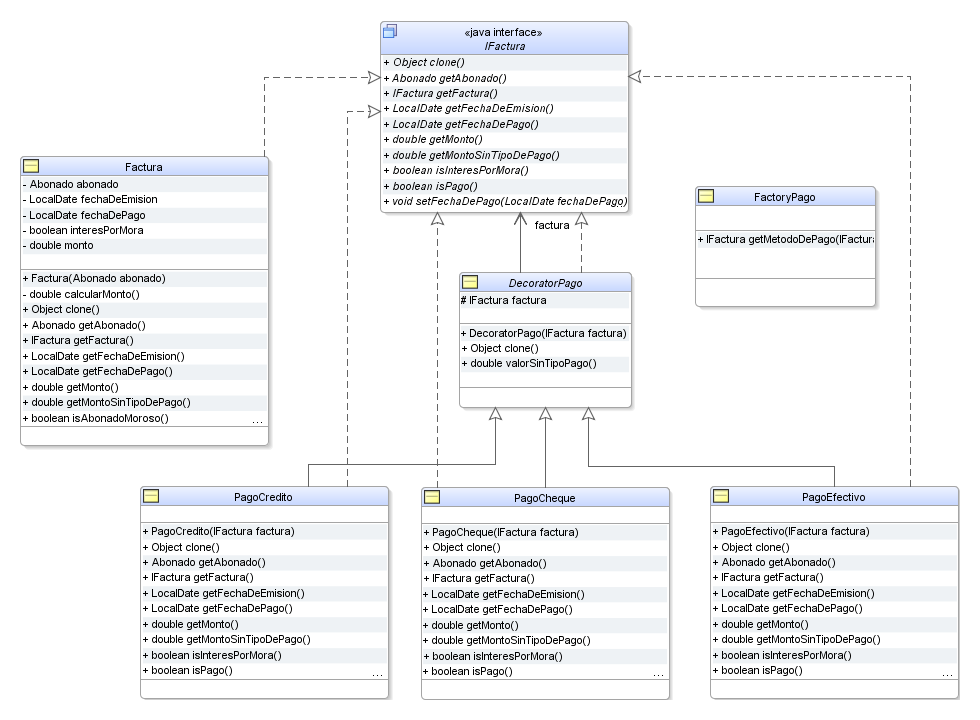 «java interface»
IFactura
+ Object clone()
+ Abonado getAbonado()
+ IFactura getFactura()
+ LocalDate getFechaDeEmision()
+ LocalDate getFechaDePago()
+ double getMonto()
+ double getMontoSinTipoDePago()
+ boolean isInteresPorMora()
+ boolean isPago()
+ void setFechaDePago(LocalDate fechaDePago)
Factura
- Abonado abonado
- LocalDate fechaDeEmision
- LocalDate fechaDePago
- boolean interesPorMora
- double monto
+ Factura(Abonado abonado)
- double calcularMonto()
+ Object clone()
+ Abonado getAbonado()
+ IFactura getFactura()
+ LocalDate getFechaDeEmision()
+ LocalDate getFechaDePago()
+ double getMonto()
+ double getMontoSinTipoDePago()
+ boolean isAbonadoMoroso()
...
FactoryPago
+ IFactura getMetodoDePago(IFactura
factura
DecoratorPago
# IFactura factura
+ DecoratorPago(IFactura factura)
+ Object clone()
+ double valorSinTipoPago()
PagoCredito
+ PagoCredito(IFactura factura)
+ Object clone()
+ Abonado getAbonado()
+ IFactura getFactura()
+ LocalDate getFechaDeEmision()
+ LocalDate getFechaDePago()
+ double getMonto()
+ double getMontoSinTipoDePago()
+ boolean isInteresPorMora()
+ boolean isPago()
...
PagoCheque
+ PagoCheque(IFactura factura)
+ Object clone()
+ Abonado getAbonado()
+ IFactura getFactura()
+ LocalDate getFechaDeEmision()
+ LocalDate getFechaDePago()
+ double getMonto()
+ double getMontoSinTipoDePago()
+ boolean isInteresPorMora()
+ boolean isPago()
...
PagoEfectivo
+ PagoEfectivo(IFactura factura)
+ Object clone()
+ Abonado getAbonado()
+ IFactura getFactura()
+ LocalDate getFechaDeEmision()
+ LocalDate getFechaDePago()
+ double getMonto()
+ double getMontoSinTipoDePago()
+ boolean isInteresPorMora()
+ boolean isPago()
...